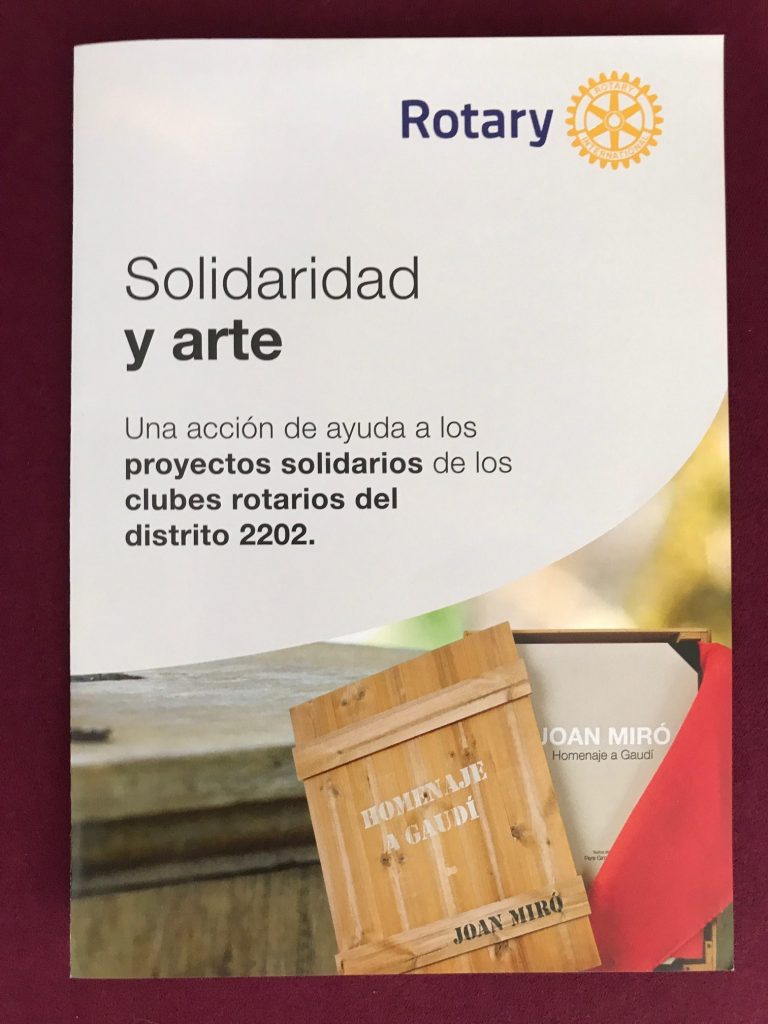 Rotary
ROTARY
INTERNATIONAL
Solidaridad
y arte
Una acción de ayuda a los
proyectos solidarios de los
clubes rotarios del
distrito 2202.
JOAN MIRÓ
Homenaje a Gaudí
HOMENAJE
A GAUDÍ
JOAN MIRÓ